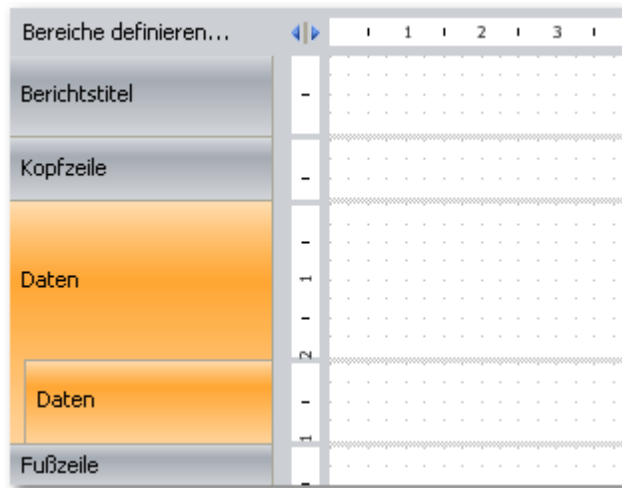 Bereiche definieren...
1 2 3
Berichtstitel
Kopfzeile
Daten
1
2
Daten
1
Fußzeile